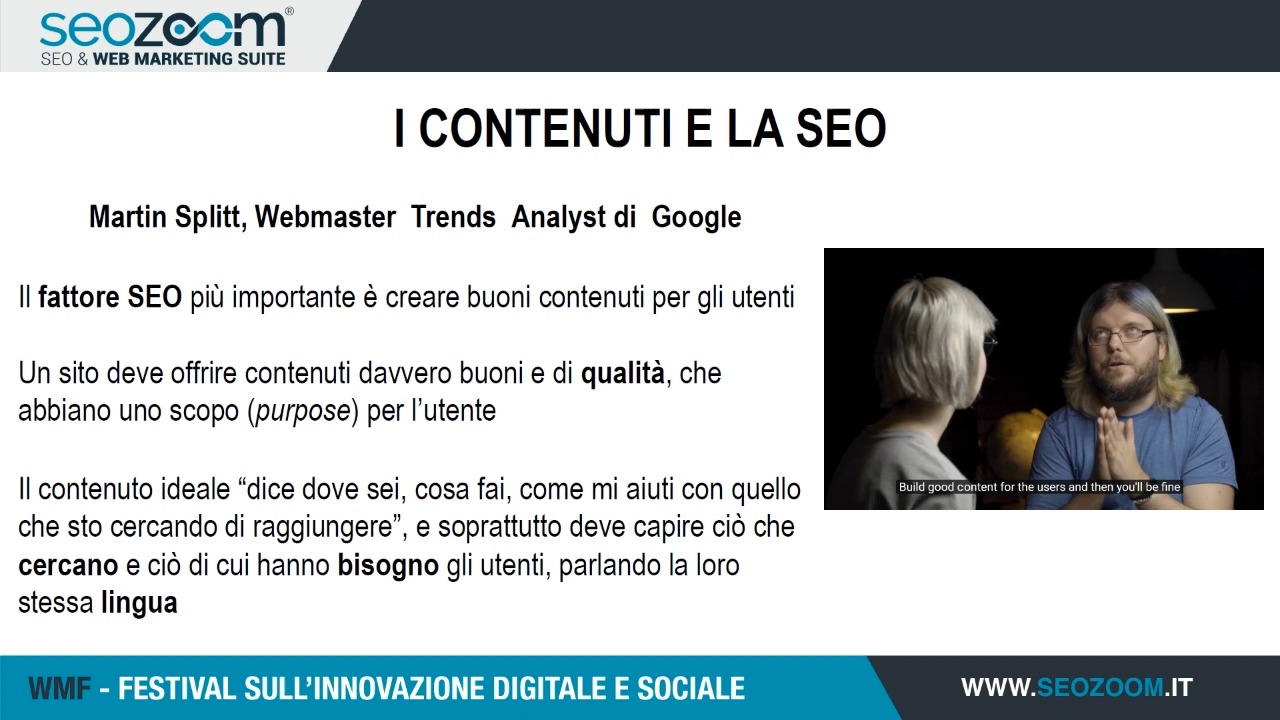 seozoom®
SEO & WEB MARKETING SUITE
I CONTENUTI E LA SEO
Martin Splitt, Webmaster Trends Analyst di Google
Il fattore SEO più importante è creare buoni contenuti per gli utenti
Un sito deve offrire contenuti davvero buoni e di qualità, che
abbiano uno scopo (purpose) per l’utente
Il contenuto ideale “dice dove sei, cosa fai, come mi aiuti con quello
che sto cercando di raggiungere”, e soprattutto deve capire ciò che
cercano e ciò di cui hanno bisogno gli utenti, parlando la loro
stessa lingua
Build good content for the users and then you'll be fine
WMF - FESTIVAL SULL’INNOVAZIONE DIGITALE E SOCIALE
WWW.SEOZOOM.IT